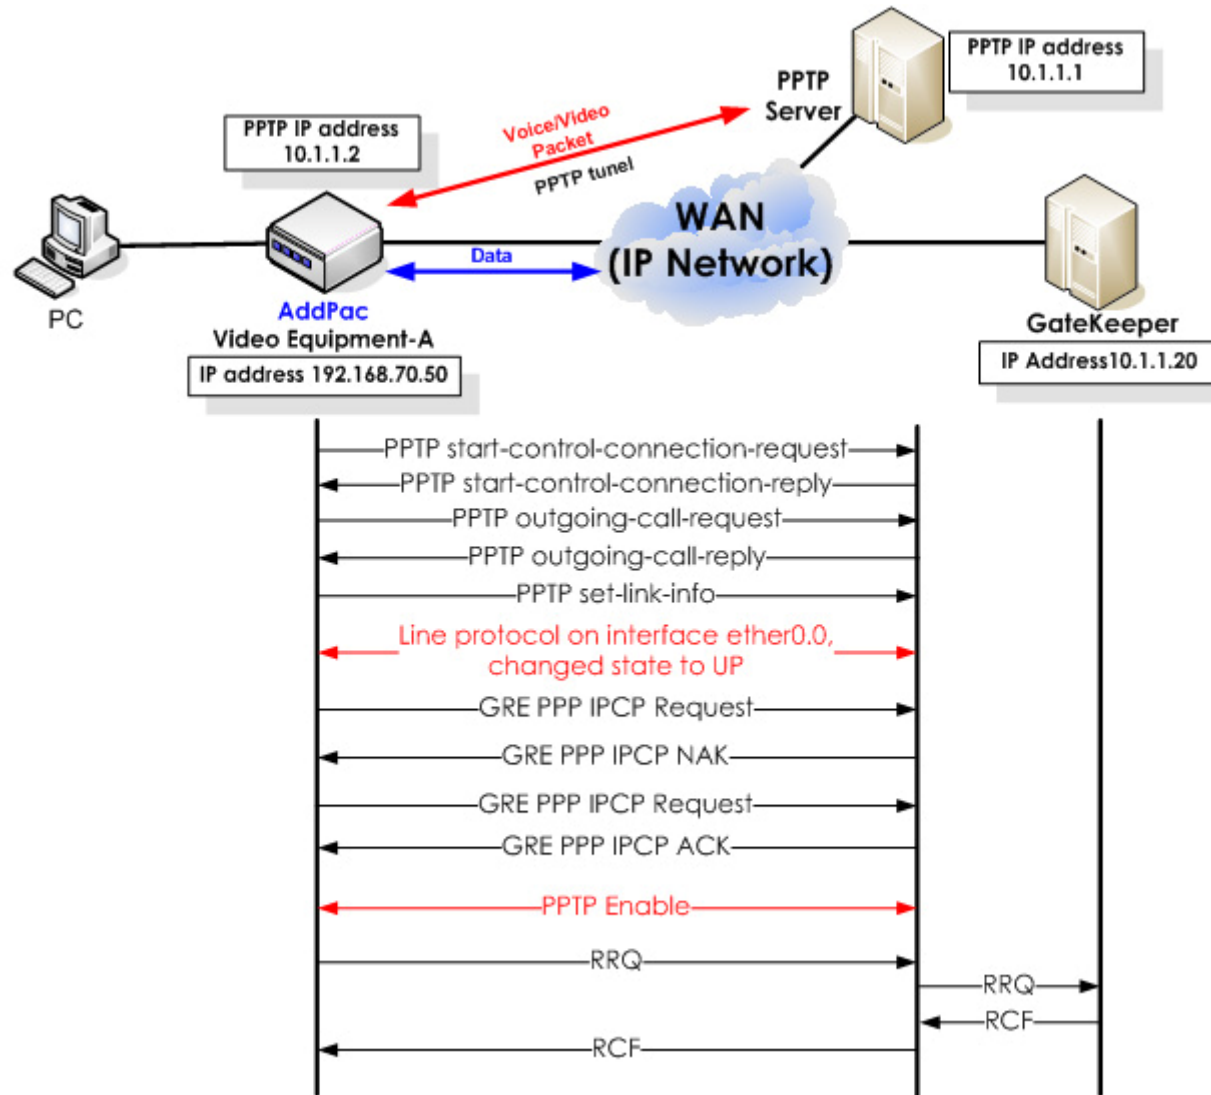 PPTP IP address
10.1.1.1
PPTP
Server
Voice/Video
Packet
PPTP tunel
PPTP IP address
10.1.1.2
WAN
(IP Network)
Data
PC
AddPac
Video Equipment-A
IP address 192.168.70.50
GateKeeper
IP Address10.1.1.20
PPTP start-control-connection-request
PPTP start-control-connection-reply
PPTP outgoing-call-request
PPTP outgoing-call-reply
PPTP set-link-info
Line protocol on interface ether0.0,
changed state to UP
GRE PPP IPCP Request
GRE PPP IPCP NAK
GRE PPP IPCP Request
GRE PPP IPCP ACK
PPTP Enable
RRQ
RRQ
RCF
RCF